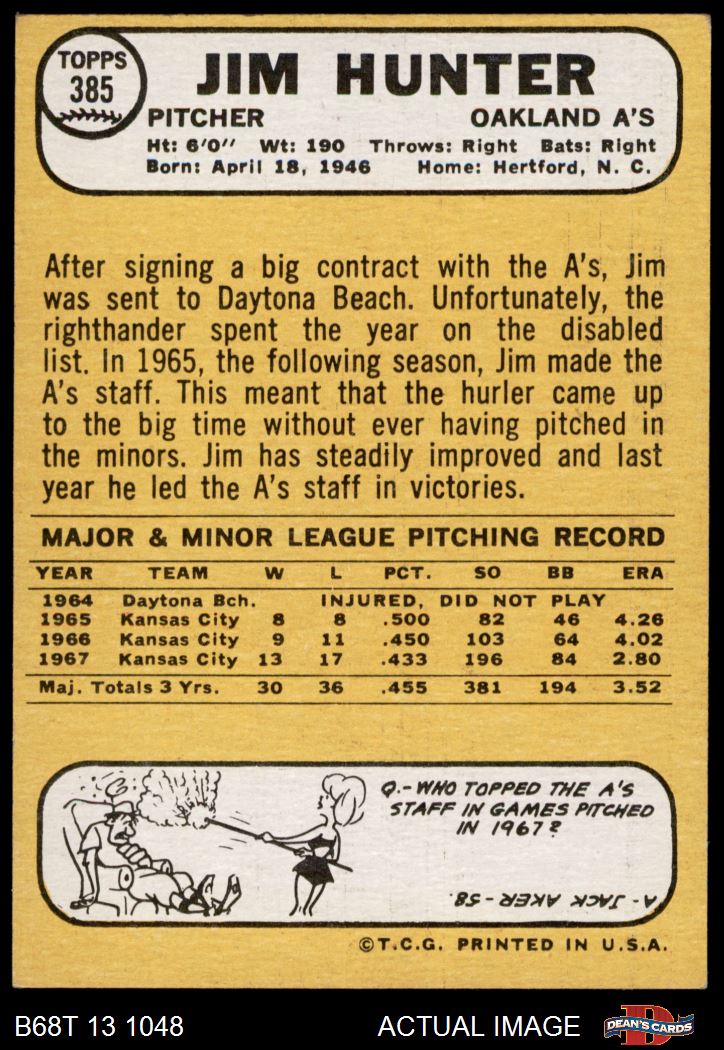 TOPPS
385
JIM HUNTER
PITCHER OAKLAND A'S
Ht: 6'0" Wt: 190 Throws: Right Bats: Right
Born: April 18, 1946 Home: Hertford, N. C.
After signing a big contract with the A's, Jim
was sent to Daytona Beach. Unfortunately, the
righthander spent the year on the disabled
list. In 1965, the following season, Jim made the
A's staff. This meant that the hurler came up
to the big time without ever having pitched in
the minors. Jim has steadily improved and last
year he led the A's staff in victories.
MAJOR & MINOR LEAGUE PITCHING RECORD
YEAR TEAM W L PCT. SO BB ERA
1964 Daytona Bch. INJURED, DID NOT PLAY
1965 Kansas City 8 8 .500 82 46 4.26
1966 Kansas City 9 11 .450 103 64 4.02
1967 Kansas City 13 17 .433 196 84 2.80
Maj. Totals 3 Yrs. 30 36 .455 381 194 3.52
Q.-WHO TOPPED THE A'S
STAFF IN GAMES PITCHED
IN 1967?
A-JACK AKER-58.
©T.C.G. PRINTED IN U.S.A.
B68T 13 1048 ACTUAL IMAGE D DEAN'S CARDS